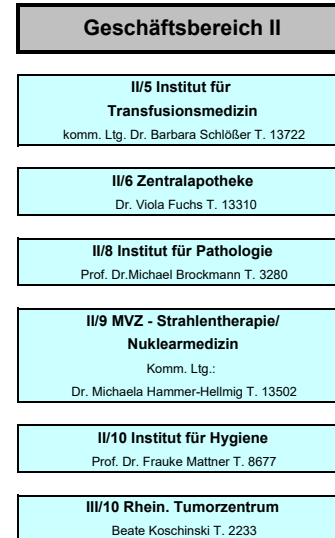 Geschäftsbereich II
II/5 Institut für
Transfusionsmedizin
komm. Ltg. Dr. Barbara Schlößer T. 13722
II/6 Zentralapotheke
Dr. Viola Fuchs T. 13310
II/8 Institut für Pathologie
Prof. Dr.Michael Brockmann T. 3280
II/9 MVZ - Strahlentherapie/
Nuklearmedizin
Komm. Ltg.:
Dr. Michaela Hammer-Hellmig T. 13502
II/10 Institut für Hygiene
Prof. Dr. Frauke Mattner T. 8677
III/10 Rhein. Tumorzentrum
Beate Koschinski T. 2233